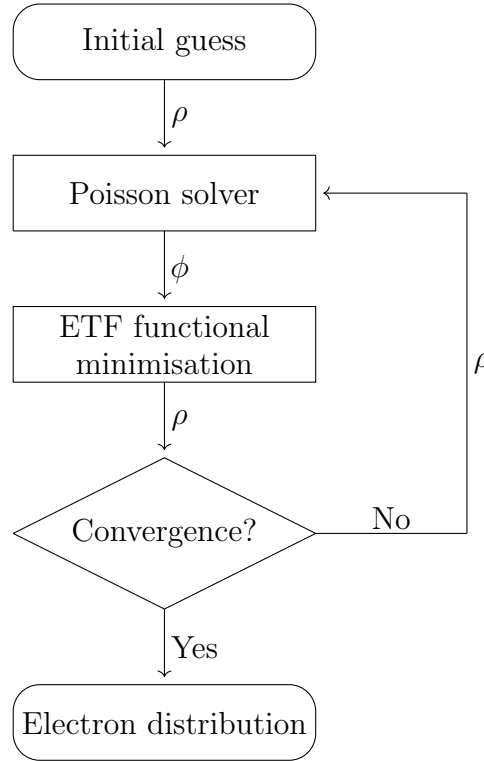 Initial guess
ρ
Poisson solver
ϕ
ETF functional
minimisation
ρ
ρ
Convergence?
No
Yes
Electron distribution